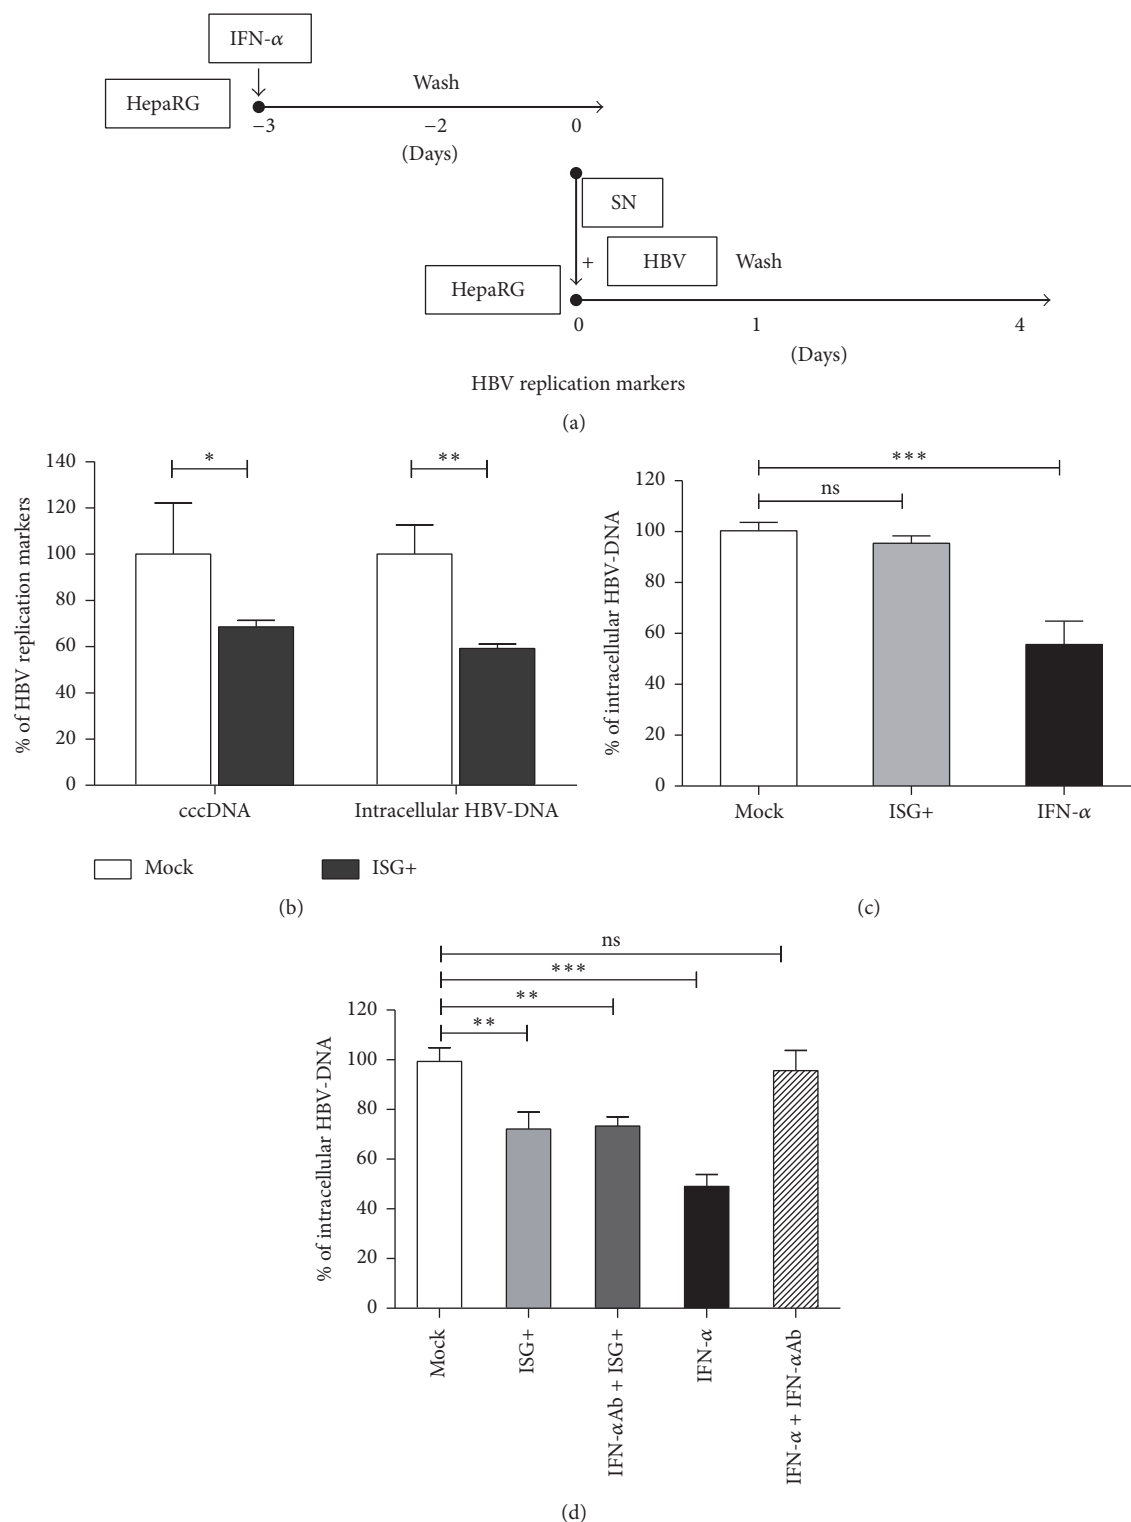 IFN-α
HepaRG
Wash
−3 −2 0
(Days)
SN
+ HBV Wash
HepaRG
0 1 4
(Days)
HBV replication markers
(a)
% of HBV replication markers
140
120
100
80
60
40
20
0
* **
cccDNA Intracellular HBV-DNA
Mock ISG+
(b)
% of intracellular HBV-DNA
120
100
80
60
40
20
0
***
ns
Mock ISG+ IFN-α
(c)
% of intracellular HBV-DNA
120
100
80
60
40
20
0
ns
***
**
**
Mock
ISG+
IFN-αAb + ISG+
IFN-α
IFN-α + IFN-αAb
(d)